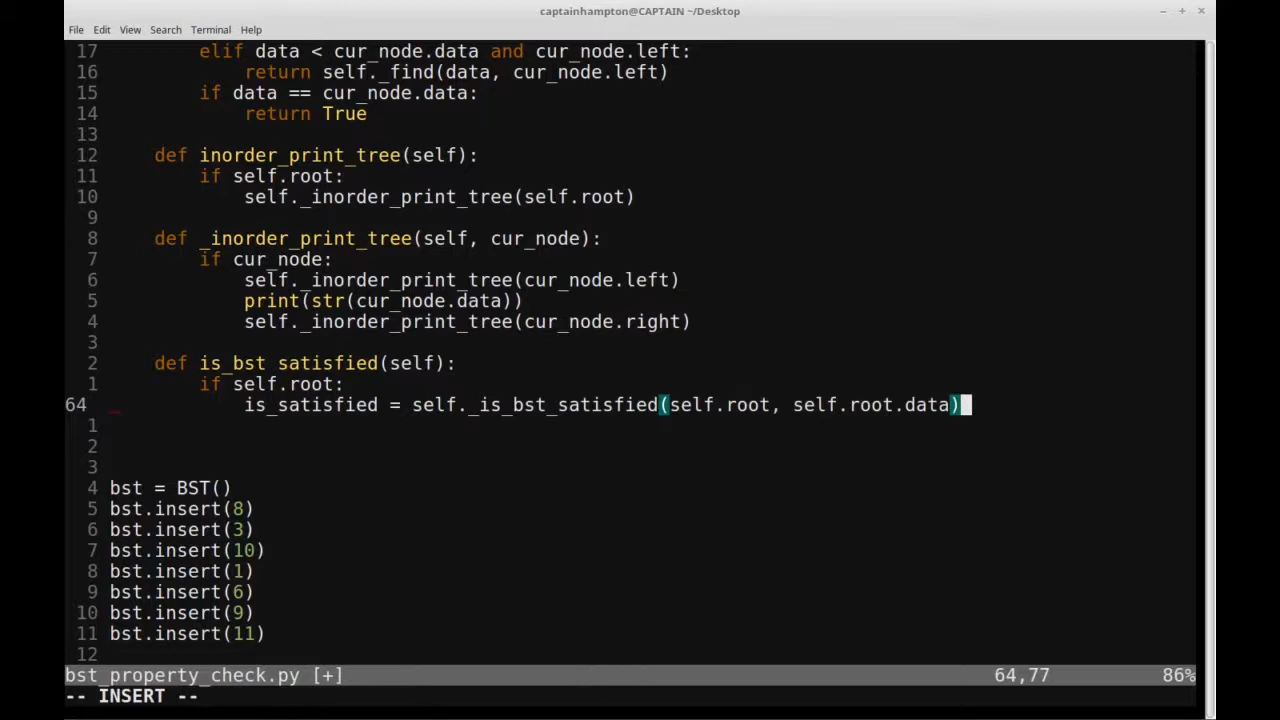 captainhampton@CAPTAIN ~/Desktop
File Edit View Search Terminal Help
17         elif data < cur_node.data and cur_node.left:
16             return self._find(data, cur_node.left)
15         if data == cur_node.data:
14             return True
13
12     def inorder_print_tree(self):
11         if self.root:
10             self._inorder_print_tree(self.root)
9
8     def _inorder_print_tree(self, cur_node):
7         if cur_node:
6             self._inorder_print_tree(cur_node.left)
5             print(str(cur_node.data))
4             self._inorder_print_tree(cur_node.right)
3
2     def is_bst satisfied(self):
1         if self.root:
64             is_satisfied = self._is_bst_satisfied(self.root, self.root.data)
1
2
3
4 bst = BST()
5 bst.insert(8)
6 bst.insert(3)
7 bst.insert(10)
8 bst.insert(1)
9 bst.insert(6)
10 bst.insert(9)
11 bst.insert(11)
12
bst_property_check.py [+] 64,77 86%
-- INSERT --